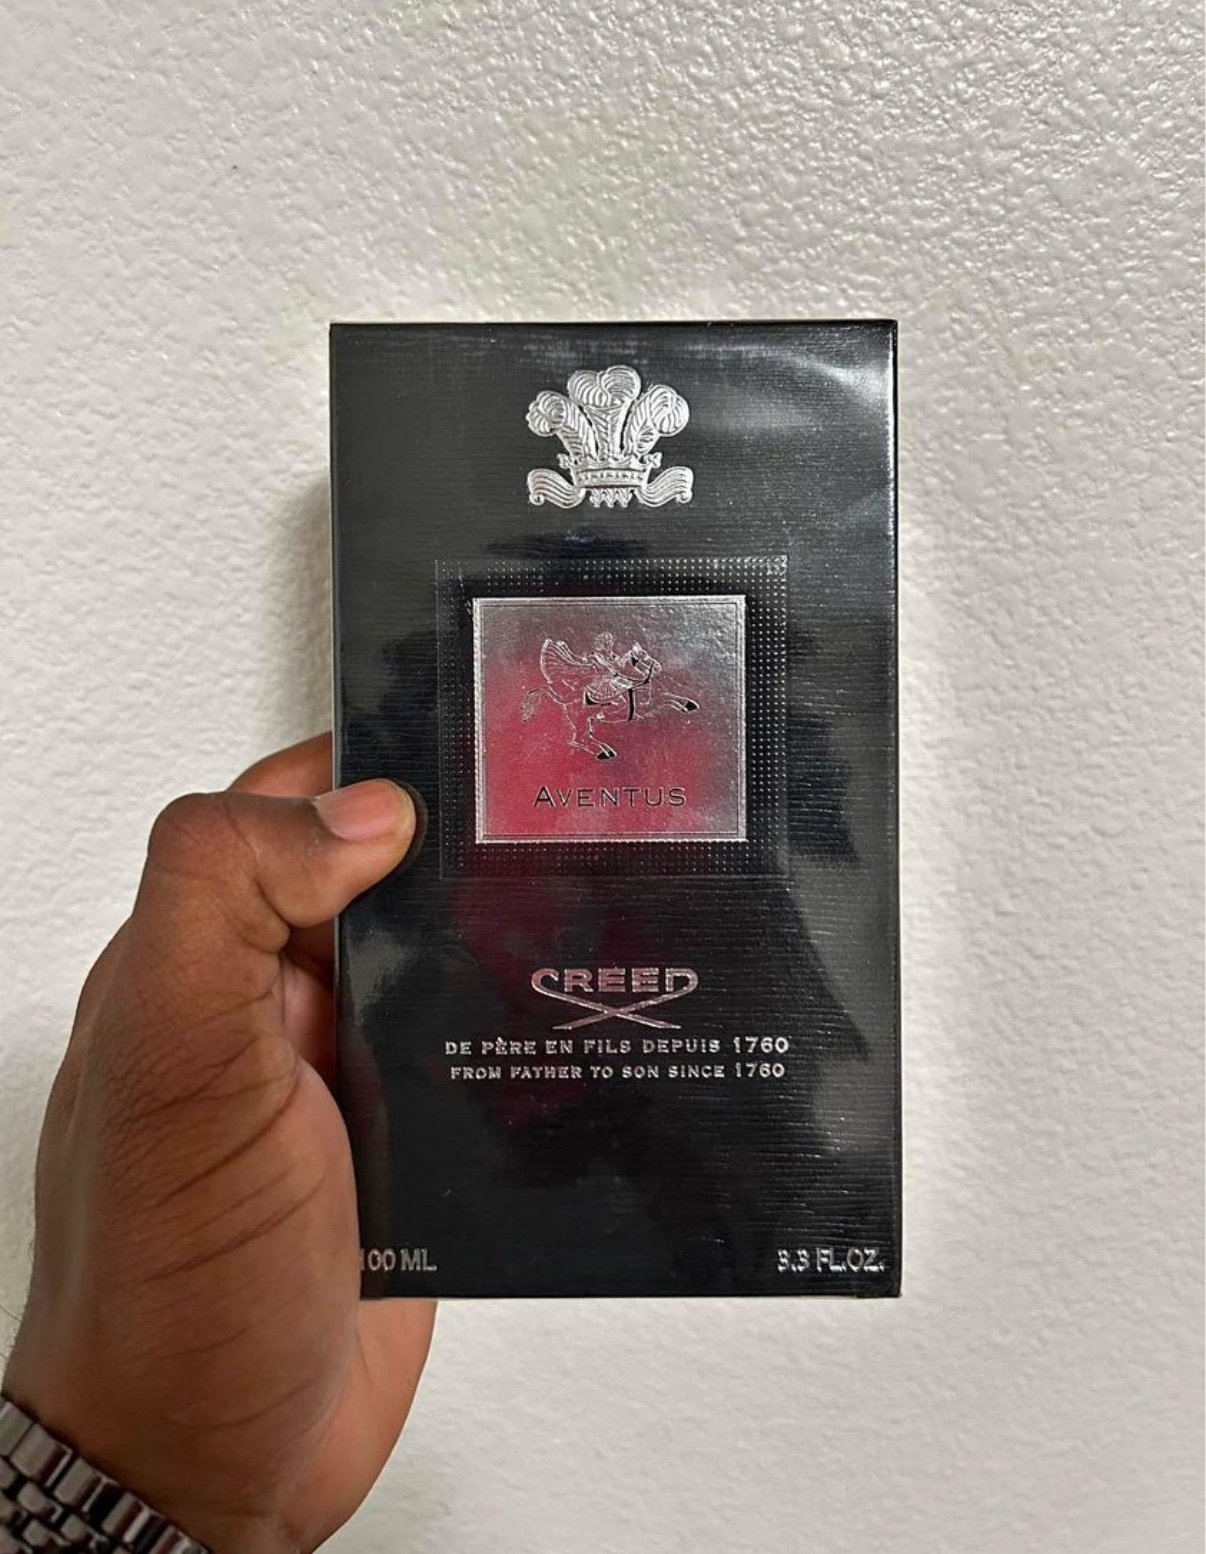 AVENTUS
CREED
DE PÈRE EN FILS DEPUIS 1760
FROM FATHER TO SON SINCE 1760
100 ML
3.3 FL.OZ.